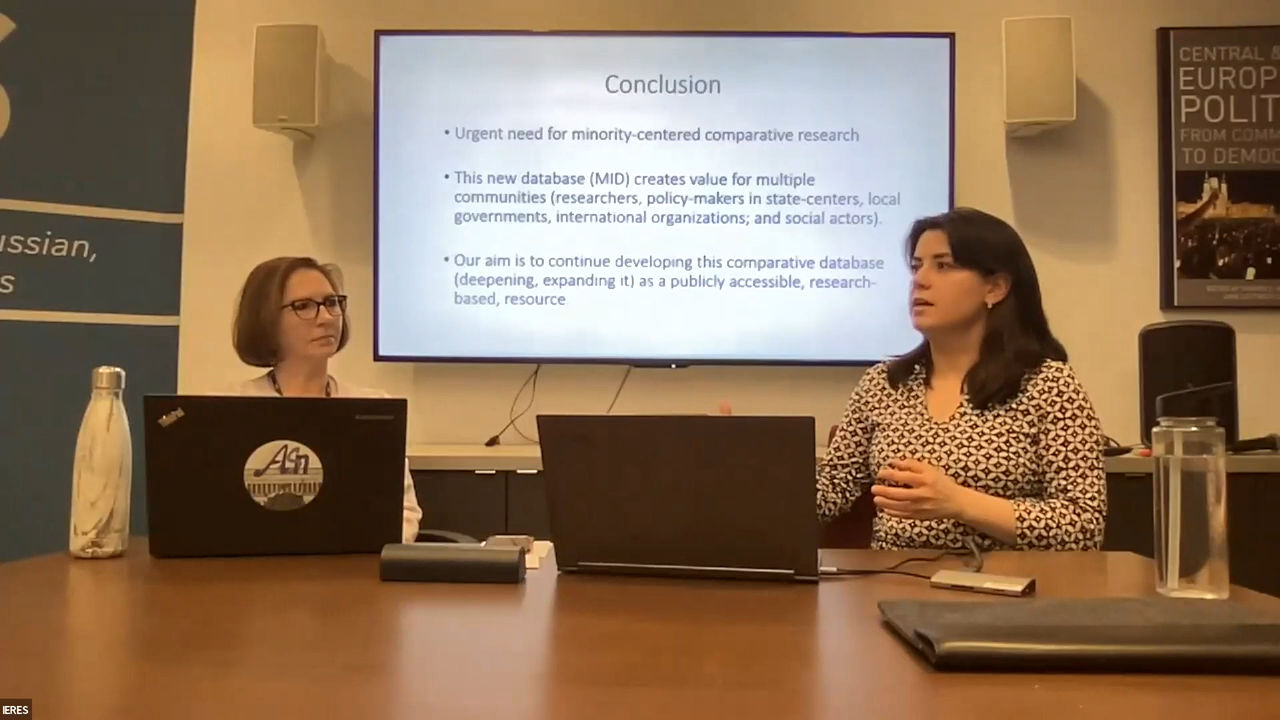 Conclusion
• Urgent need for minority-centered comparative research
• This new database (MID) creates value for multiple
communities (researchers, policy-makers in state-centers, local
governments, international organizations; and social actors).
• Our aim is to continue developing this comparative database
(deepening, expanding it) as a publicly accessible, research-
based, resource
CENTRAL &
EUROP
POLIT
FROM COMM
TO DEMOC
ussian,
s
S
ThinkPad
Asn
IERES